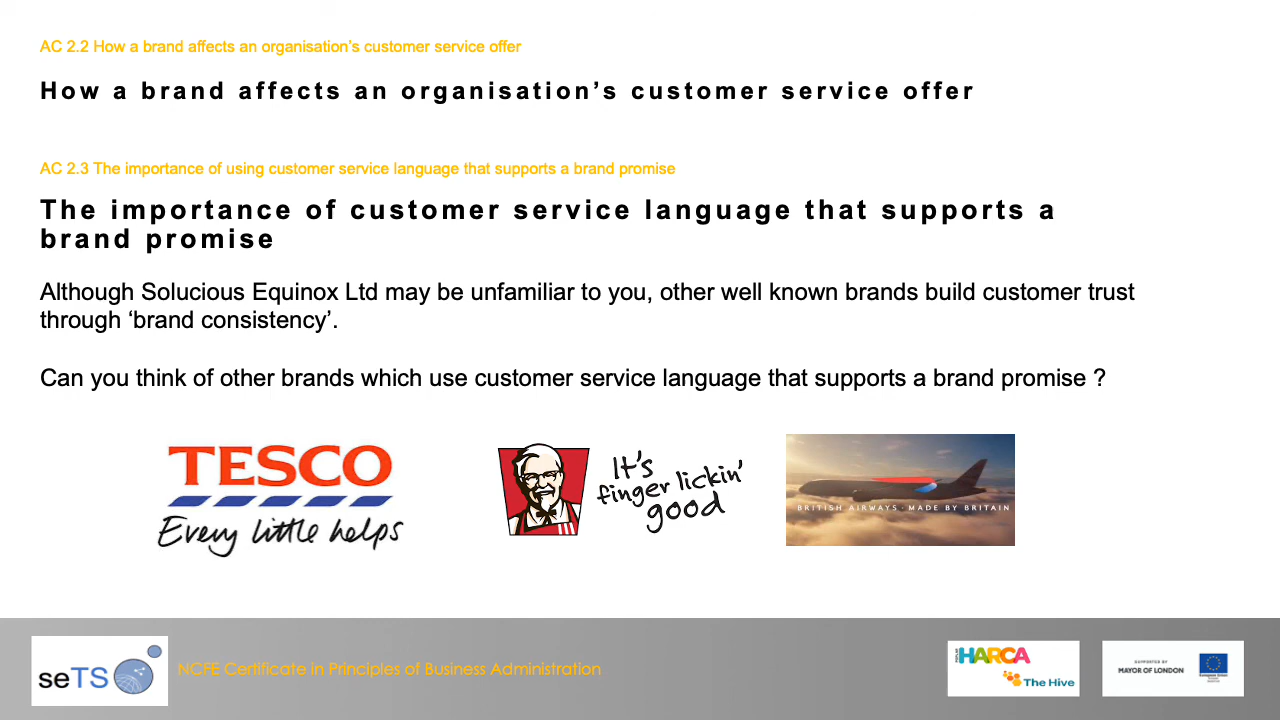 AC 2.2 How a brand affects an organisation's customer service offer
How a brand affects an organisation's customer service offer
AC 2.3 The importance of using customer service language that supports a brand promise
The importance of customer service language that supports a
brand promise
Although Solucious Equinox Ltd may be unfamiliar to you, other well known brands build customer trust
through ‘brand consistency’.
Can you think of other brands which use customer service language that supports a brand promise ?
TESCO
Every little helps
It's
finger lickin'
good
BRITISH AIRWAYS · MADE BY BRITAIN
seTS
NCFE Certificate in Principles of Business Administration
HARCA
The Hive
SUPPORTED BY
MAYOR OF LONDON
European Union